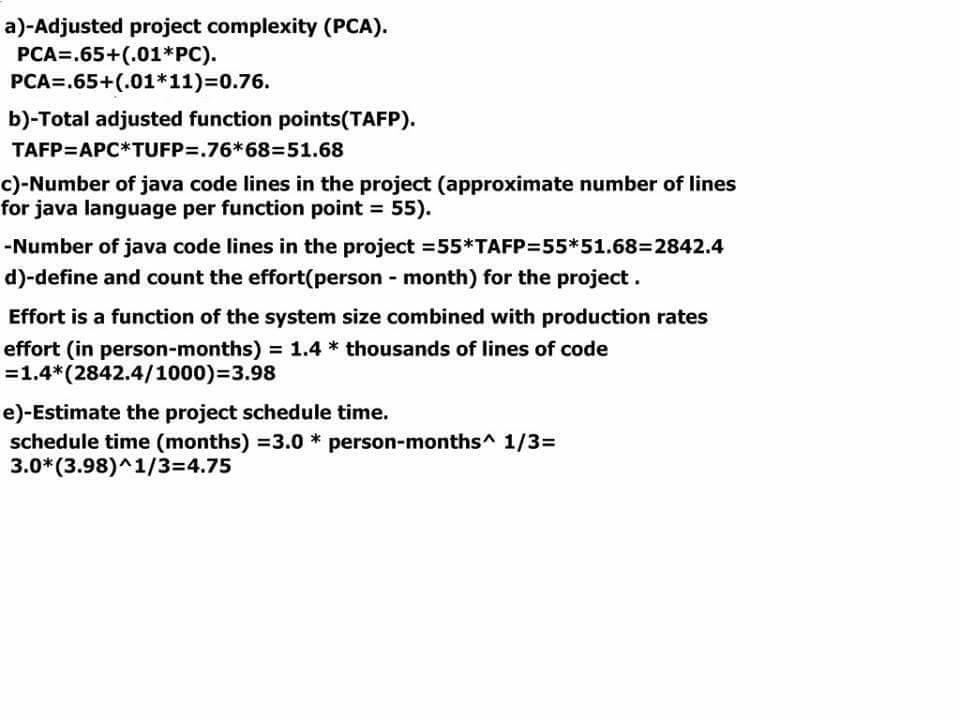 a)-Adjusted project complexity (PCA).
PCA=.65+(.01*PC).
PCA=.65+(.01*11)=0.76.
b)-Total adjusted function points(TAFP).
TAFP=APC*TUFP=.76*68=51.68
c)-Number of java code lines in the project (approximate number of lines
for java language per function point = 55).
-Number of java code lines in the project =55*TAFP=55*51.68=2842.4
d)-define and count the effort(person - month) for the project .
Effort is a function of the system size combined with production rates
effort (in person-months) = 1.4 * thousands of lines of code
=1.4*(2842.4/1000)=3.98
e)-Estimate the project schedule time.
schedule time (months) =3.0 * person-months^ 1/3=
3.0*(3.98)^1/3=4.75